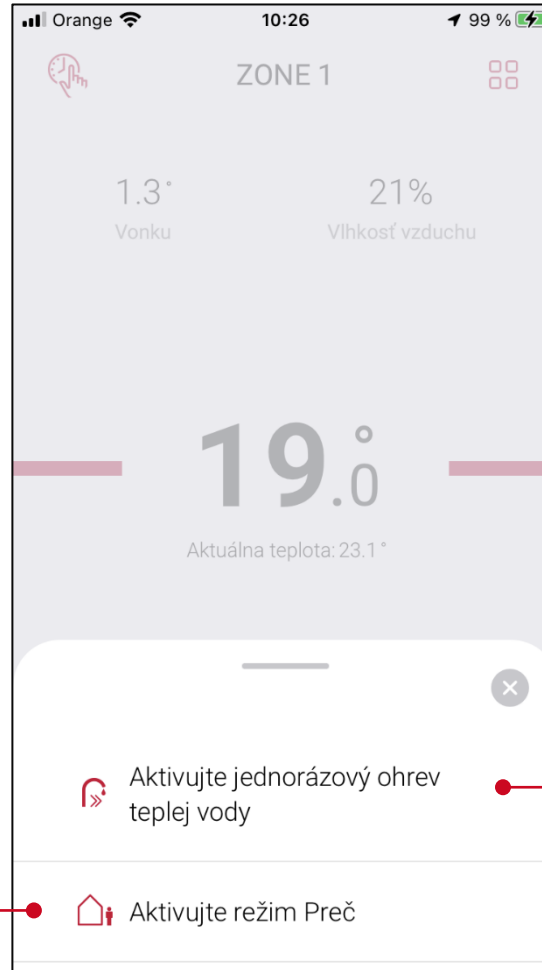 Orange 10:26 99 %
ZONE 1
1.3° 21%
Vonku Vlhkosť vzduchu
19.0°
Aktuálna teplota: 23.1°
Aktivujte jednorázový ohrev
teplej vody
Aktivujte režim Preč